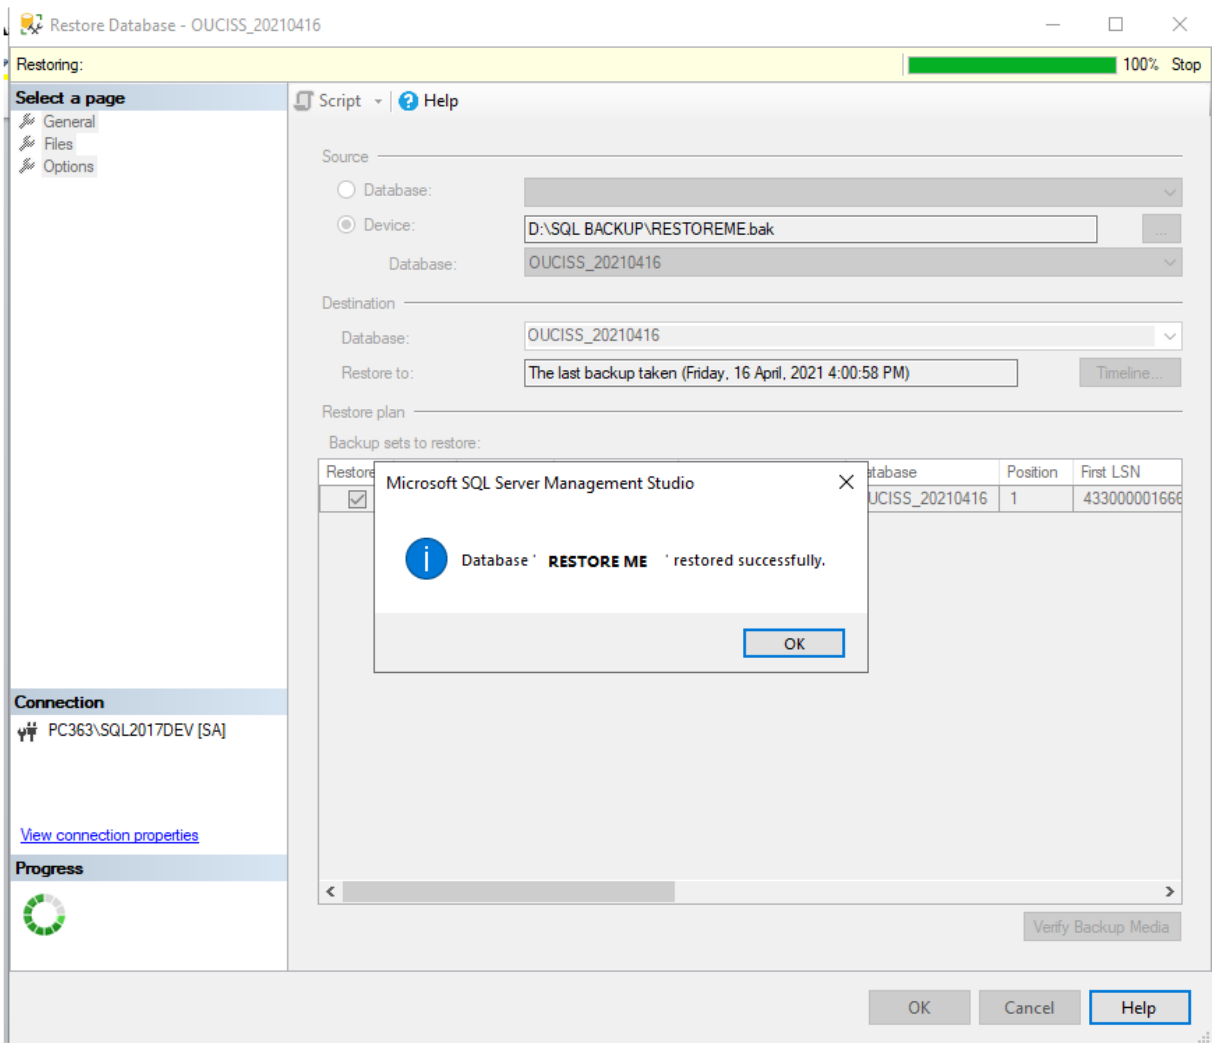 Restore Database - OUCISS_20210416
Restoring:
100% Stop
Select a page
General
Files
Options
Script
Help
Source
Database:
Device:
D:\SQL BACKUP\RESTOREME.bak
...
Database:
OUCISS_20210416
Destination
Database:
OUCISS_20210416
Restore to:
The last backup taken (Friday, 16 April, 2021 4:00:58 PM)
Timeline...
Restore plan
Backup sets to restore:
Restore
atabase
Position
First LSN
UCISS_20210416
1
433000001666
Microsoft SQL Server Management Studio
Database ' RESTORE ME ' restored successfully.
OK
Connection
PC363\SQL2017DEV [SA]
View connection properties
Progress
Verify Backup Media
OK
Cancel
Help